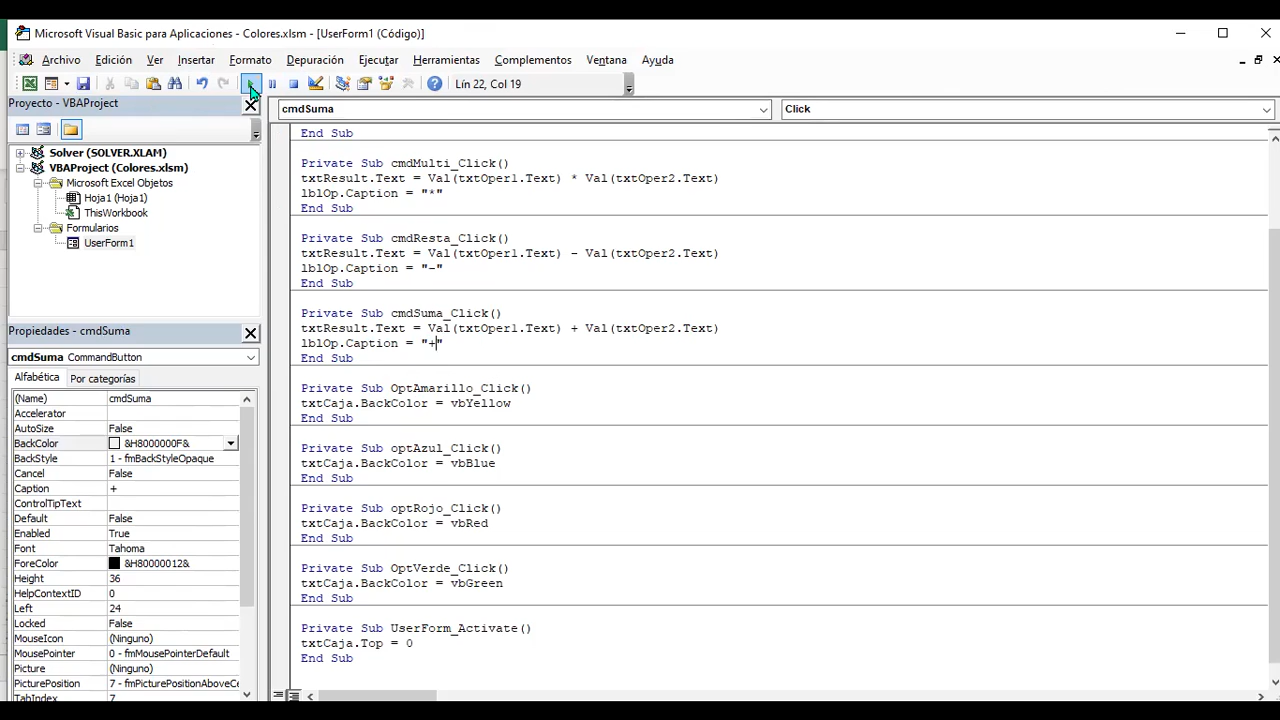 Microsoft Visual Basic para Aplicaciones - Colores.xlsm - [UserForm1 (Código)]
Archivo Edición Ver Insertar Formato Depuración Ejecutar Herramientas Complementos Ventana Ayuda
Lín 22, Col 19
Proyecto - VBAProject
cmdSuma
Click
Solver (SOLVER.XLAM)
VBAProject (Colores.xlsm)
Microsoft Excel Objetos
Hoja1 (Hoja1)
ThisWorkbook
Formularios
UserForm1
Propiedades - cmdSuma
cmdSuma CommandButton
Alfabética Por categorías
(Name) cmdSuma
Accelerator
AutoSize False
BackColor &H8000000F&
BackStyle 1 - fmBackStyleOpaque
Cancel False
Caption +
ControlTipText
Default False
Enabled True
Font Tahoma
ForeColor &H80000012&
Height 36
HelpContextID 0
Left 24
Locked False
MouseIcon (Ninguno)
MousePointer 0 - fmMousePointerDefault
Picture (Ninguno)
PicturePosition 7 - fmPicturePositionAboveCe
TabIndex 7
End Sub
Private Sub cmdMulti_Click()
txtResult.Text = Val(txtOper1.Text) * Val(txtOper2.Text)
lblOp.Caption = "*"
End Sub
Private Sub cmdResta_Click()
txtResult.Text = Val(txtOper1.Text) - Val(txtOper2.Text)
lblOp.Caption = "-"
End Sub
Private Sub cmdSuma_Click()
txtResult.Text = Val(txtOper1.Text) + Val(txtOper2.Text)
lblOp.Caption = "+"
End Sub
Private Sub OptAmarillo_Click()
txtCaja.BackColor = vbYellow
End Sub
Private Sub optAzul_Click()
txtCaja.BackColor = vbBlue
End Sub
Private Sub optRojo_Click()
txtCaja.BackColor = vbRed
End Sub
Private Sub OptVerde_Click()
txtCaja.BackColor = vbGreen
End Sub
Private Sub UserForm_Activate()
txtCaja.Top = 0
End Sub